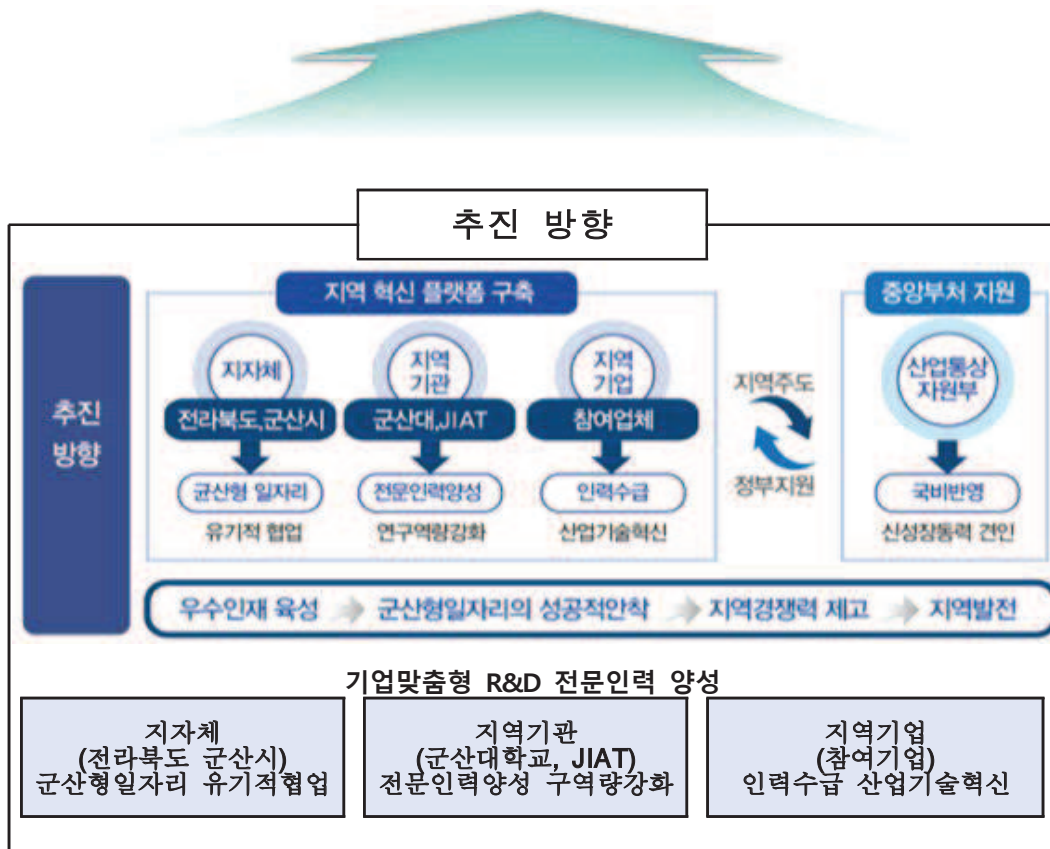 추진 방향
추진
방향
지역 혁신 플랫폼 구축
지자체
전라북도,군산시
균산형 일자리
유기적 협업
지역
기관
군산대,JIAT
전문인력양성
연구역량강화
지역
기업
참여업체
인력수급
산업기술혁신
지역주도
정부지원
중앙부처 지원
산업통상
자원부
국비반영
신성장동력 견인
우수인재 육성 군산형일자리의 성공적안착 지역경쟁력 제고 지역발전
기업맞춤형 R&D 전문인력 양성
지자체
(전라북도 군산시)
군산형일자리 유기적협업
지역기관
(군산대학교, JIAT)
전문인력양성 구역량강화
지역기업
(참여기업)
인력수급 산업기술혁신